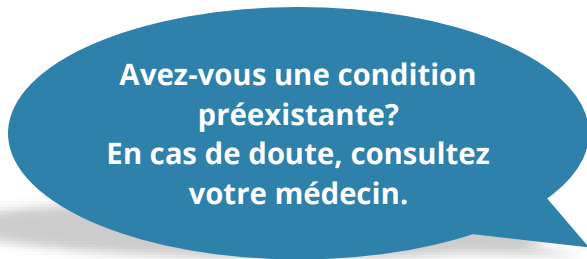 Avez-vous une condition
préexistante?
En cas de doute, consultez
votre médecin.